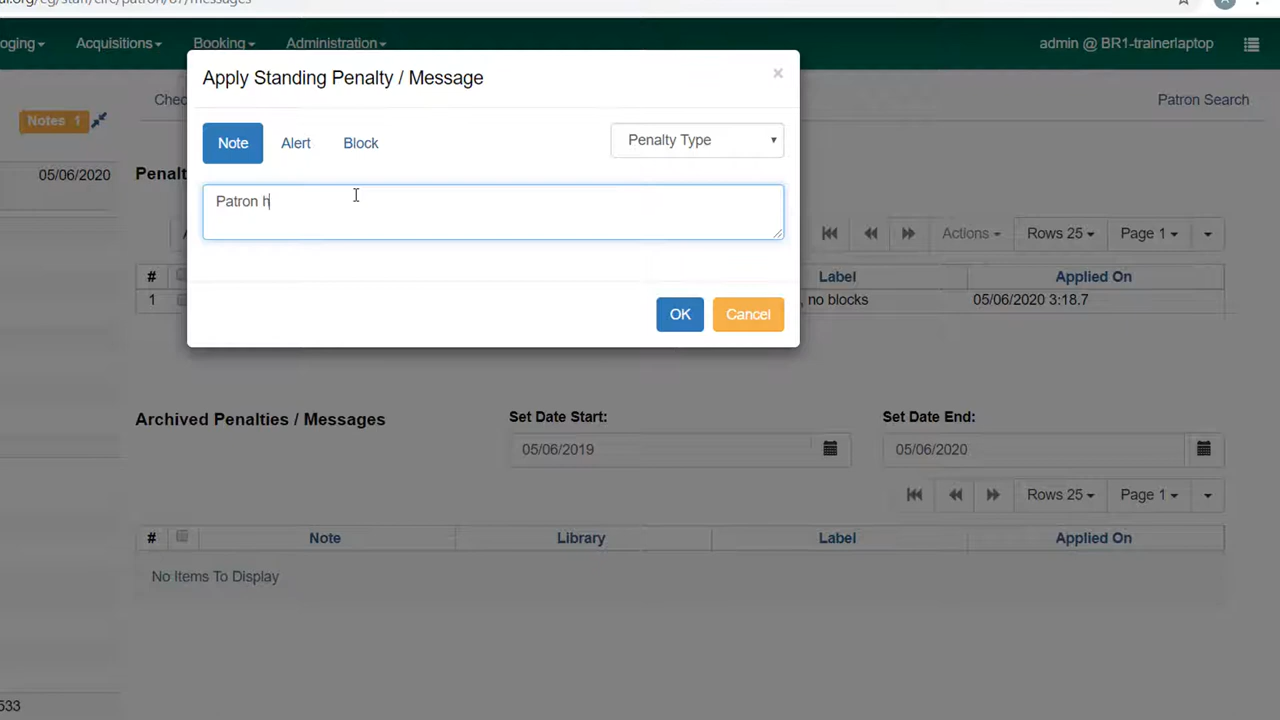 /staff/circ/patron/67/messages
oging Acquisitions Booking Administration admin @ BR1-trainerlaptop
Apply Standing Penalty / Message ×
Chec Patron Search
Notes 1
Note Alert Block Penalty Type
05/06/2020 Penalt
Patron h
Actions Rows 25 Page 1
# Label Applied On
1 , no blocks 05/06/2020 3:18.7
OK Cancel
Archived Penalties / Messages Set Date Start: Set Date End:
05/06/2019 05/06/2020
Rows 25 Page 1
# Note Library Label Applied On
No Items To Display
533